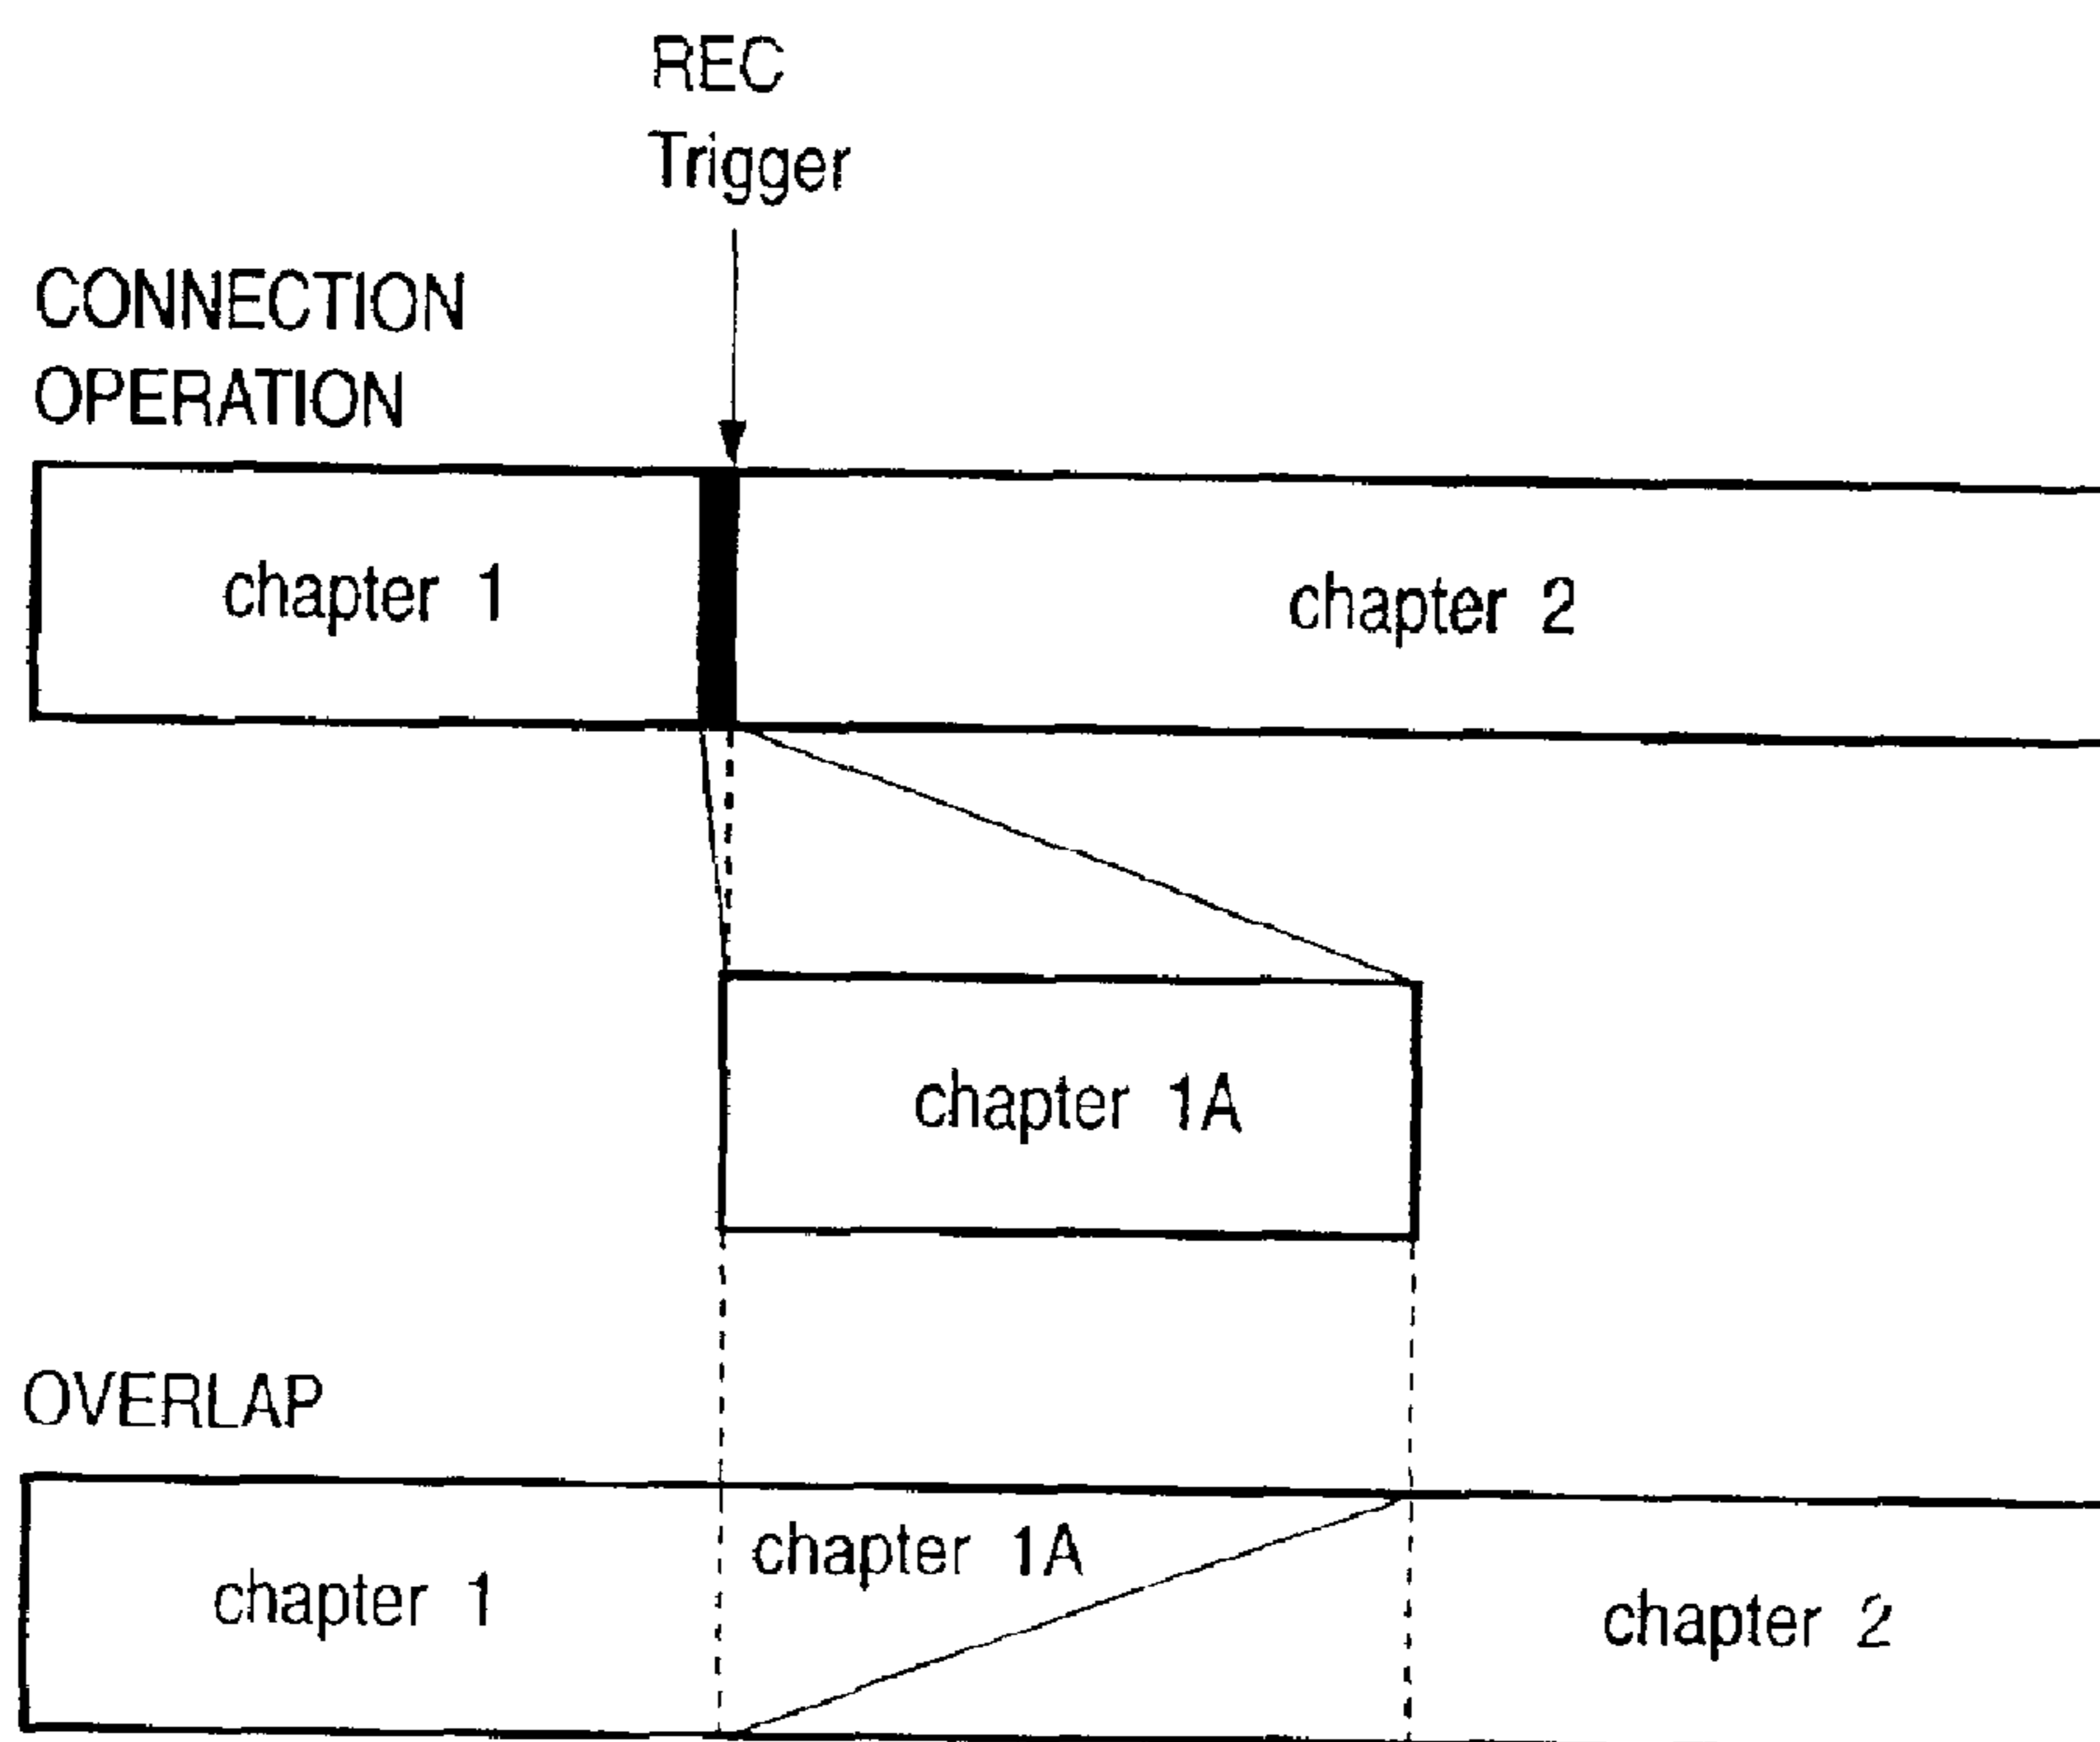 REC
Trigger
CONNECTION
OPERATION
chapter 1
chapter 2
chapter 1A
OVERLAP
chapter 1A
chapter 1
chapter 2